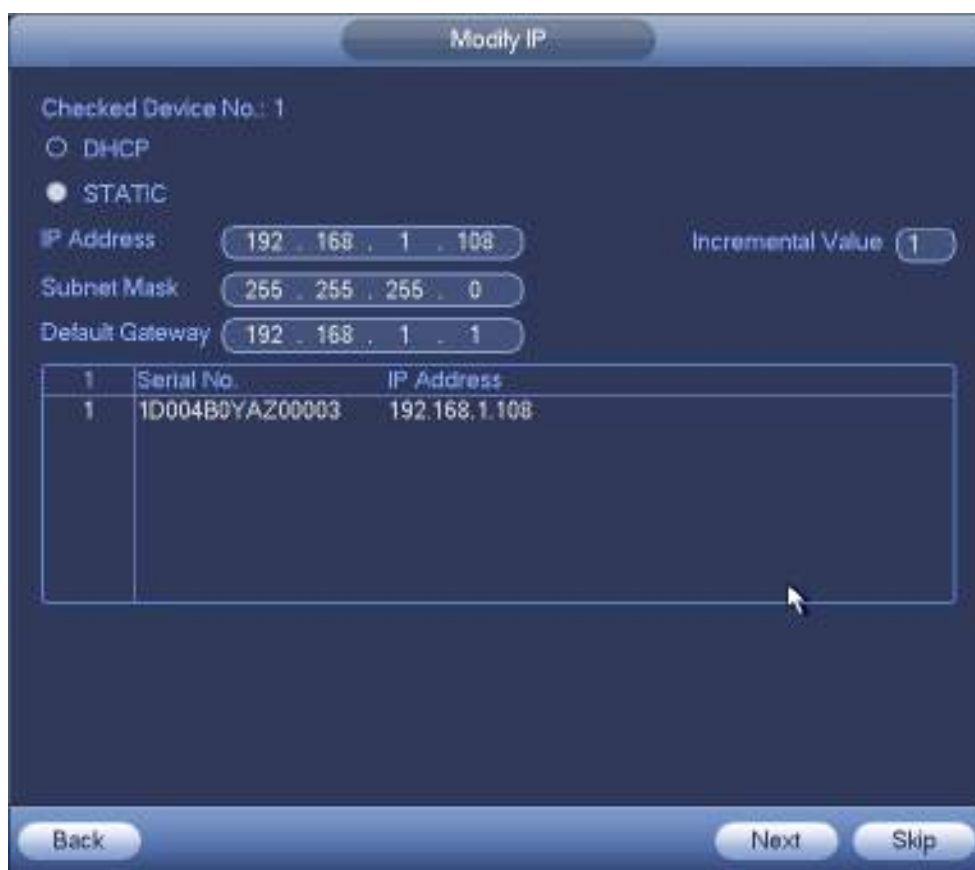 Modify IP
Checked Device No.: 1
DHCP
STATIC
IP Address 192 . 168 . 1 . 108 Incremental Value 1
Subnet Mask 255 . 255 . 255 . 0
Default Gateway 192 . 168 . 1 . 1
1 Serial No. IP Address
1 1D004B0YAZ00003 192.168.1.108
Back Next Skip